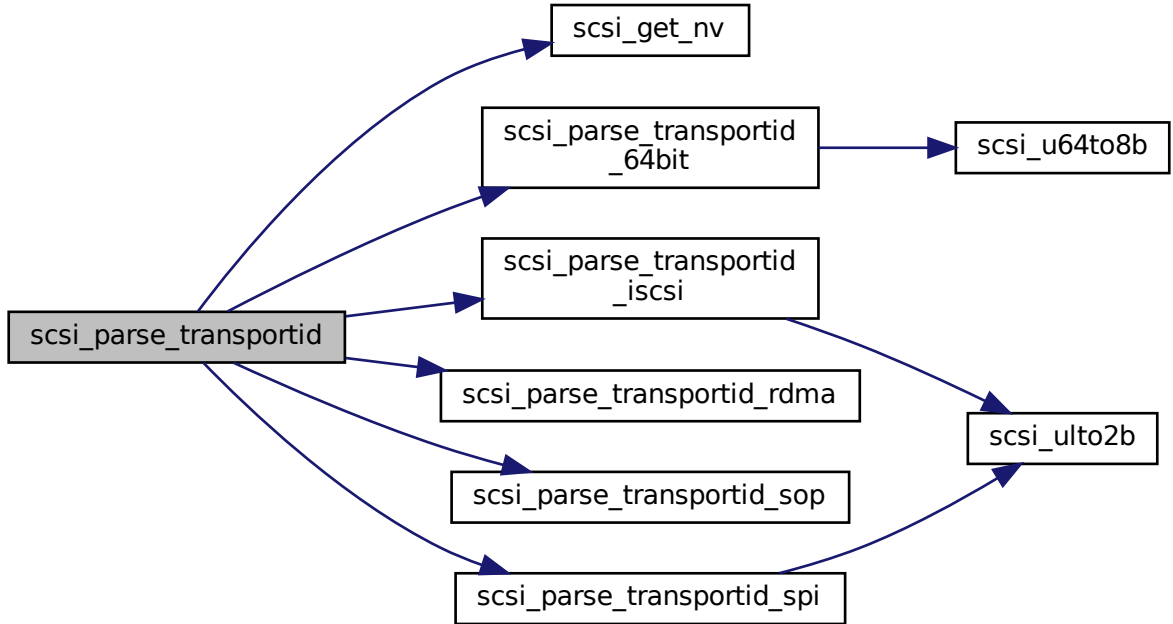 scsi_get_nv
scsi_parse_transportid
_64bit
scsi_u64to8b
scsi_parse_transportid
_iscsi
scsi_parse_transportid
scsi_parse_transportid_rdma
scsi_ulto2b
scsi_parse_transportid_sop
scsi_parse_transportid_spi